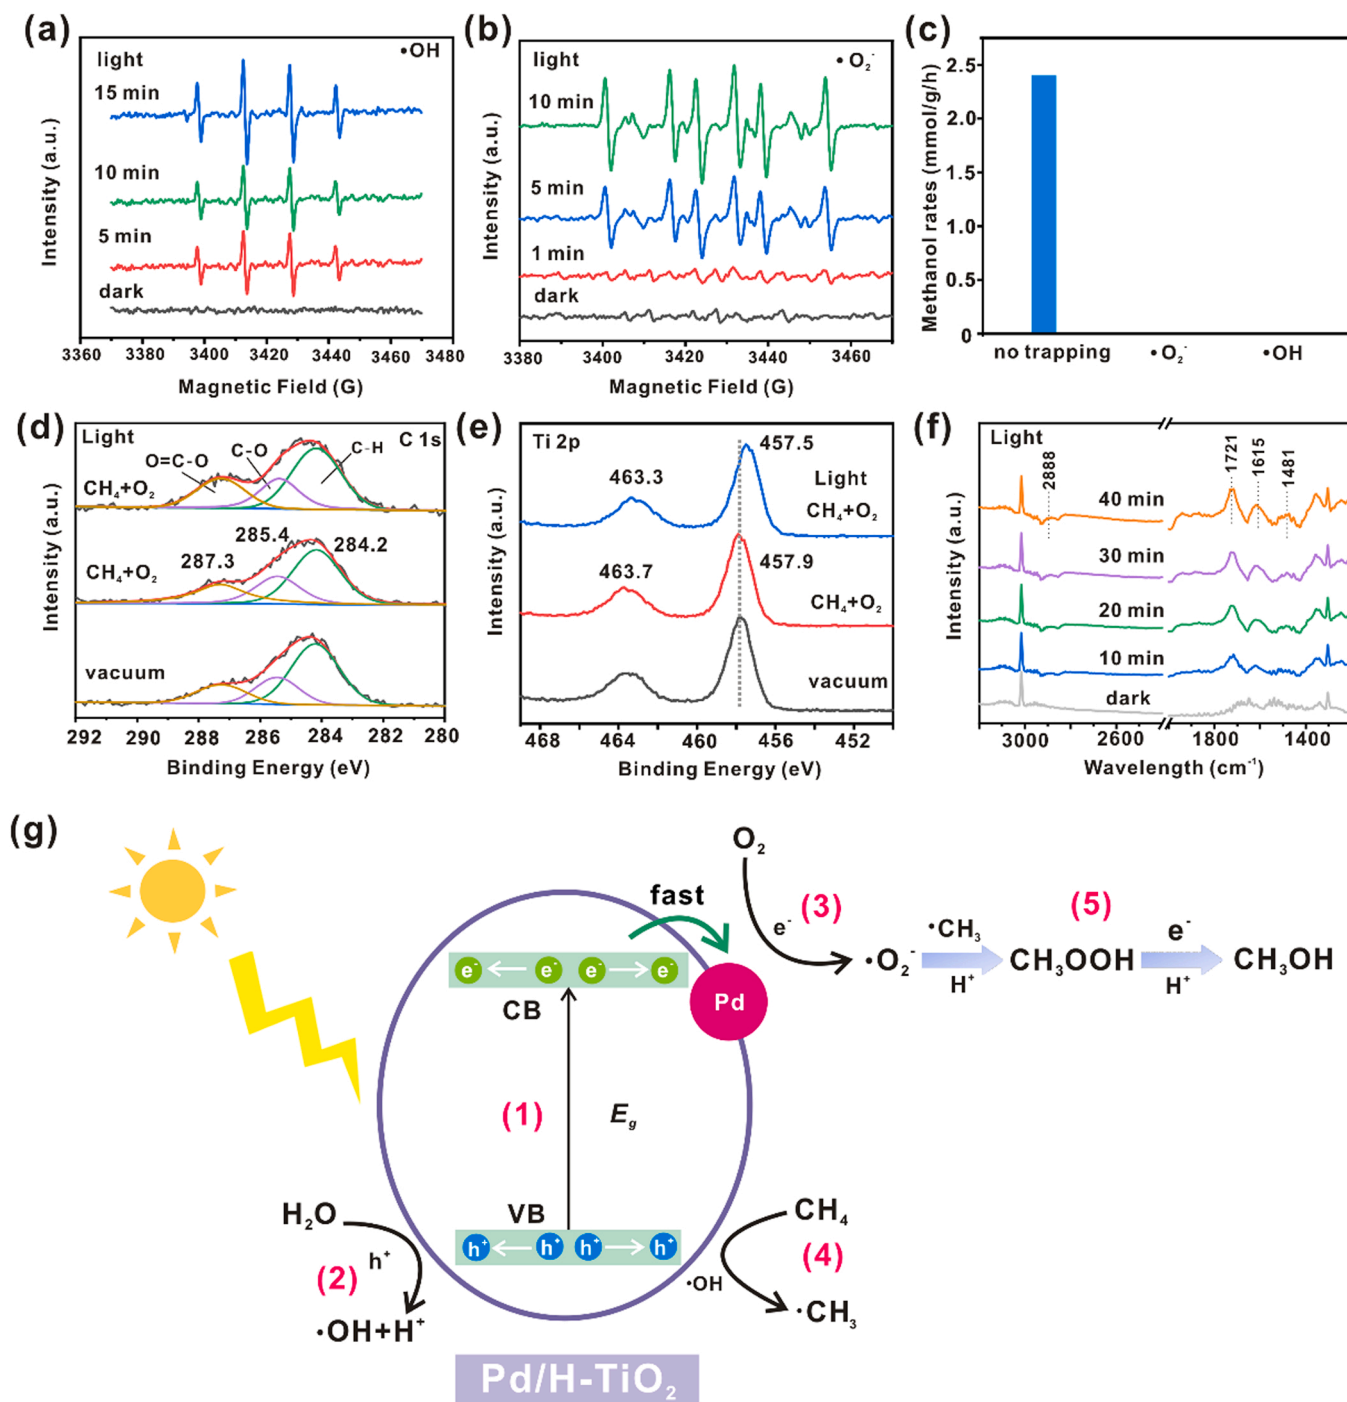 (a)
•OH
light
15 min
10 min
5 min
dark
Intensity (a.u.)
3360 3400 3420 3440 3460 3480
Magnetic Field (G)
(b)
• O₂⁻
light
10 min
5 min
1 min
dark
Intensity (a.u.)
3380 3400 3420 3440 3460
Magnetic Field (G)
(c)
Methanol rates (mmol/g/h)
2.5
2.0
1.5
1.0
0.5
0
no trapping •O₂⁻ •OH
(d)
Light
C 1s
O=C-O
C-O
C-H
CH₄+O₂
285.4
287.3
284.2
CH₄+O₂
vacuum
Intensity (a.u.)
292 290 288 286 284 282 280
Binding Energy (eV)
(e)
Ti 2p
457.5
463.3
Light
CH₄+O₂
463.7
457.9
CH₄+O₂
vacuum
Intensity (a.u.)
468 464 460 456 452
Binding Energy (eV)
(f)
Light
2888
1721
1615
1481
40 min
30 min
20 min
10 min
dark
Intensity (a.u.)
3000 2600 1800 1400
Wavelength (cm⁻¹)
(g)
O₂
fast
(3)
e⁻
(5)
•O₂⁻
•CH₃
H⁺
CH₃OOH
e⁻
H⁺
CH₃OH
e⁻ e⁻ e⁻ e⁻
Pd
CB
(1)
E_g
H₂O
VB
CH₄
h⁺ h⁺ h⁺ h⁺
(2)
h⁺
(4)
•OH
•OH+H⁺
•CH₃
Pd/H-TiO₂